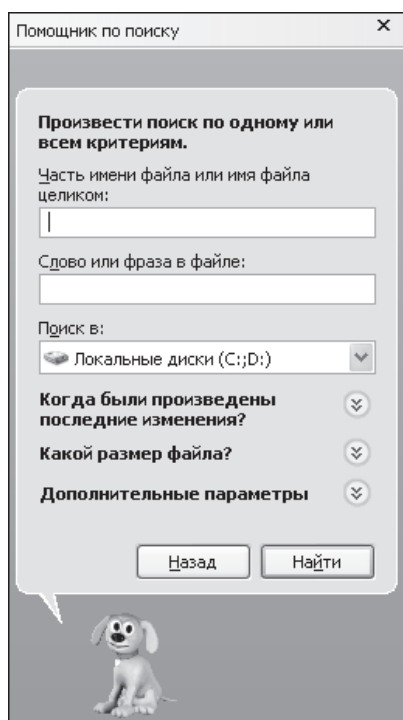 Помощник по поиску
Произвести поиск по одному или
всем критериям.
Часть имени файла или имя файла
целиком:
Слово или фраза в файле:
Поиск в:
Локальные диски (C:;D:)
Когда были произведены
последние изменения?
Какой размер файла?
Дополнительные параметры
Назад
Найти